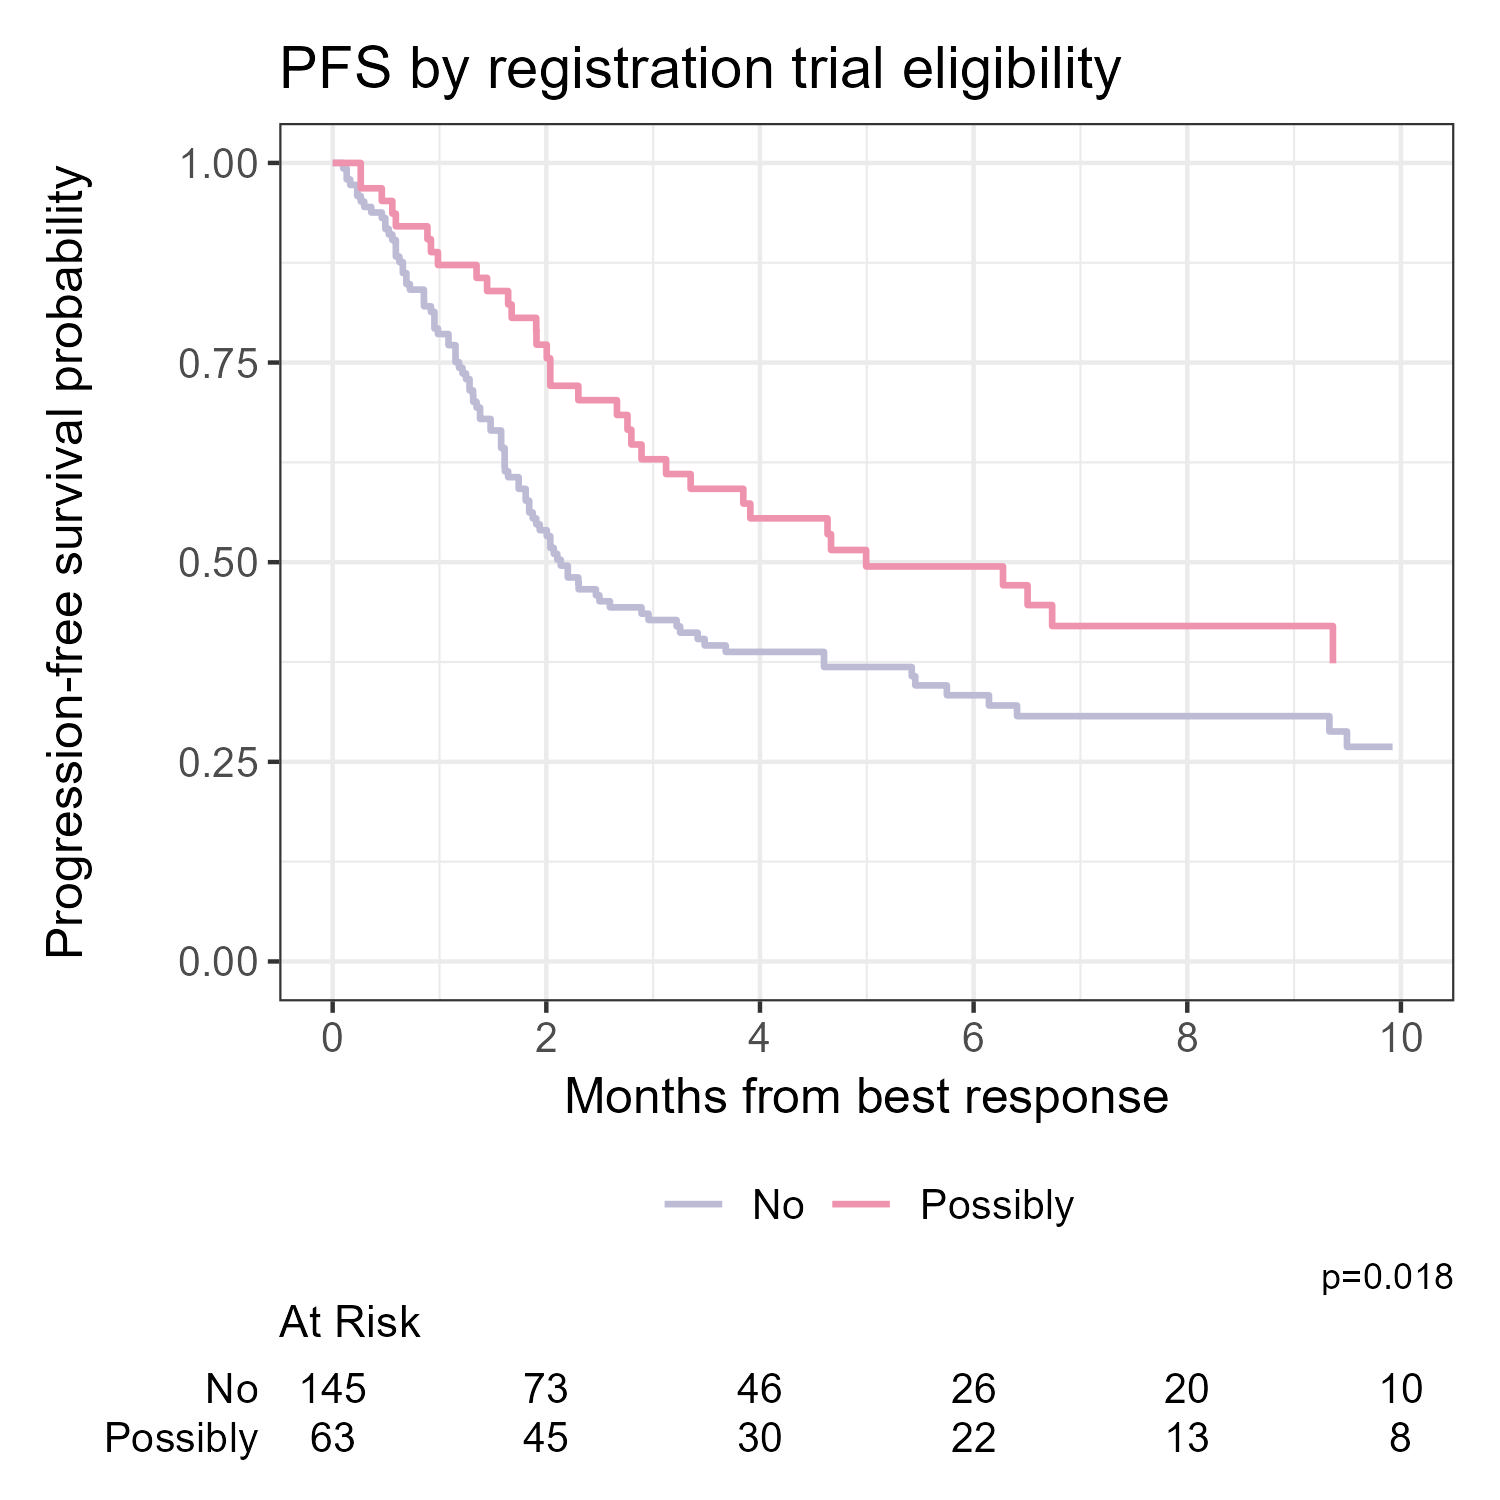 PFS by registration trial eligibility
Progression-free survival probability
1.00
0.75
0.50
0.25
0.00
0 2 4 6 8 10
Months from best response
No Possibly
p=0.018
At Risk
No 145 73 46 26 20 10
Possibly 63 45 30 22 13 8